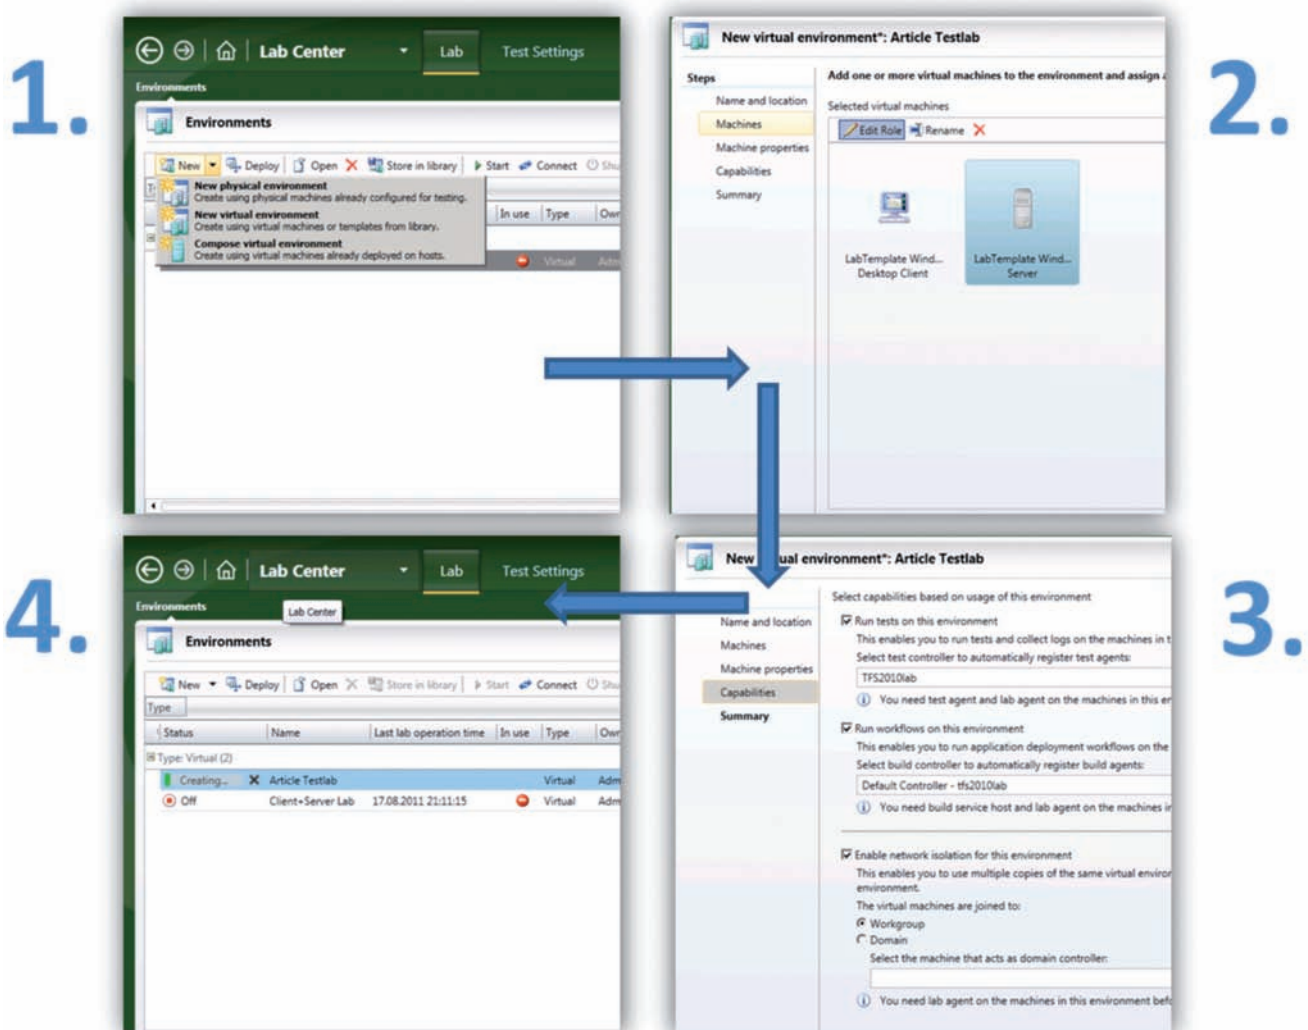 1.
Lab Center
Lab
Test Settings
Environments
Environments
New
Deploy
Open
Store in library
Start
Connect
New physical environment
Create using physical machines already configured for testing.
New virtual environment
Create using virtual machines or templates from library.
Compose virtual environment
Create using virtual machines already deployed on hosts.
In use
Type
Virtual
2.
New virtual environment*: Article Testlab
Steps
Name and location
Machines
Machine properties
Capabilities
Summary
Add one or more virtual machines to the environment and assign
Selected virtual machines
Edit Role
Rename
LabTemplate Wind...
Desktop Client
LabTemplate Wind...
Server
3.
New virtual environment*: Article Testlab
Name and location
Machines
Machine properties
Capabilities
Summary
Select capabilities based on usage of this environment
Run tests on this environment
This enables you to run tests and collect logs on the machines in
Select test controller to automatically register test agents:
TFS2010lab
You need test agent and lab agent on the machines in this
Run workflows on this environment
This enables you to run application deployment workflows on the
Select build controller to automatically register build agents:
Default Controller - tfs2010lab
You need build service host and lab agent on the machines
Enable network isolation for this environment
This enables you to use multiple copies of the same virtual
environment.
The virtual machines are joined to:
Workgroup
Domain
Select the machine that acts as domain controller:
You need lab agent on the machines in this environment
4.
Lab Center
Lab
Test Settings
Environments
Lab Center
Environments
New
Deploy
Open
Store in library
Start
Connect
Type
Status
Name
Last lab operation time
In use
Type
Type: Virtual (2)
Creating...
Article Testlab
Virtual
Off
Client+Server Lab
17.08.2011 21:11:15
Virtual